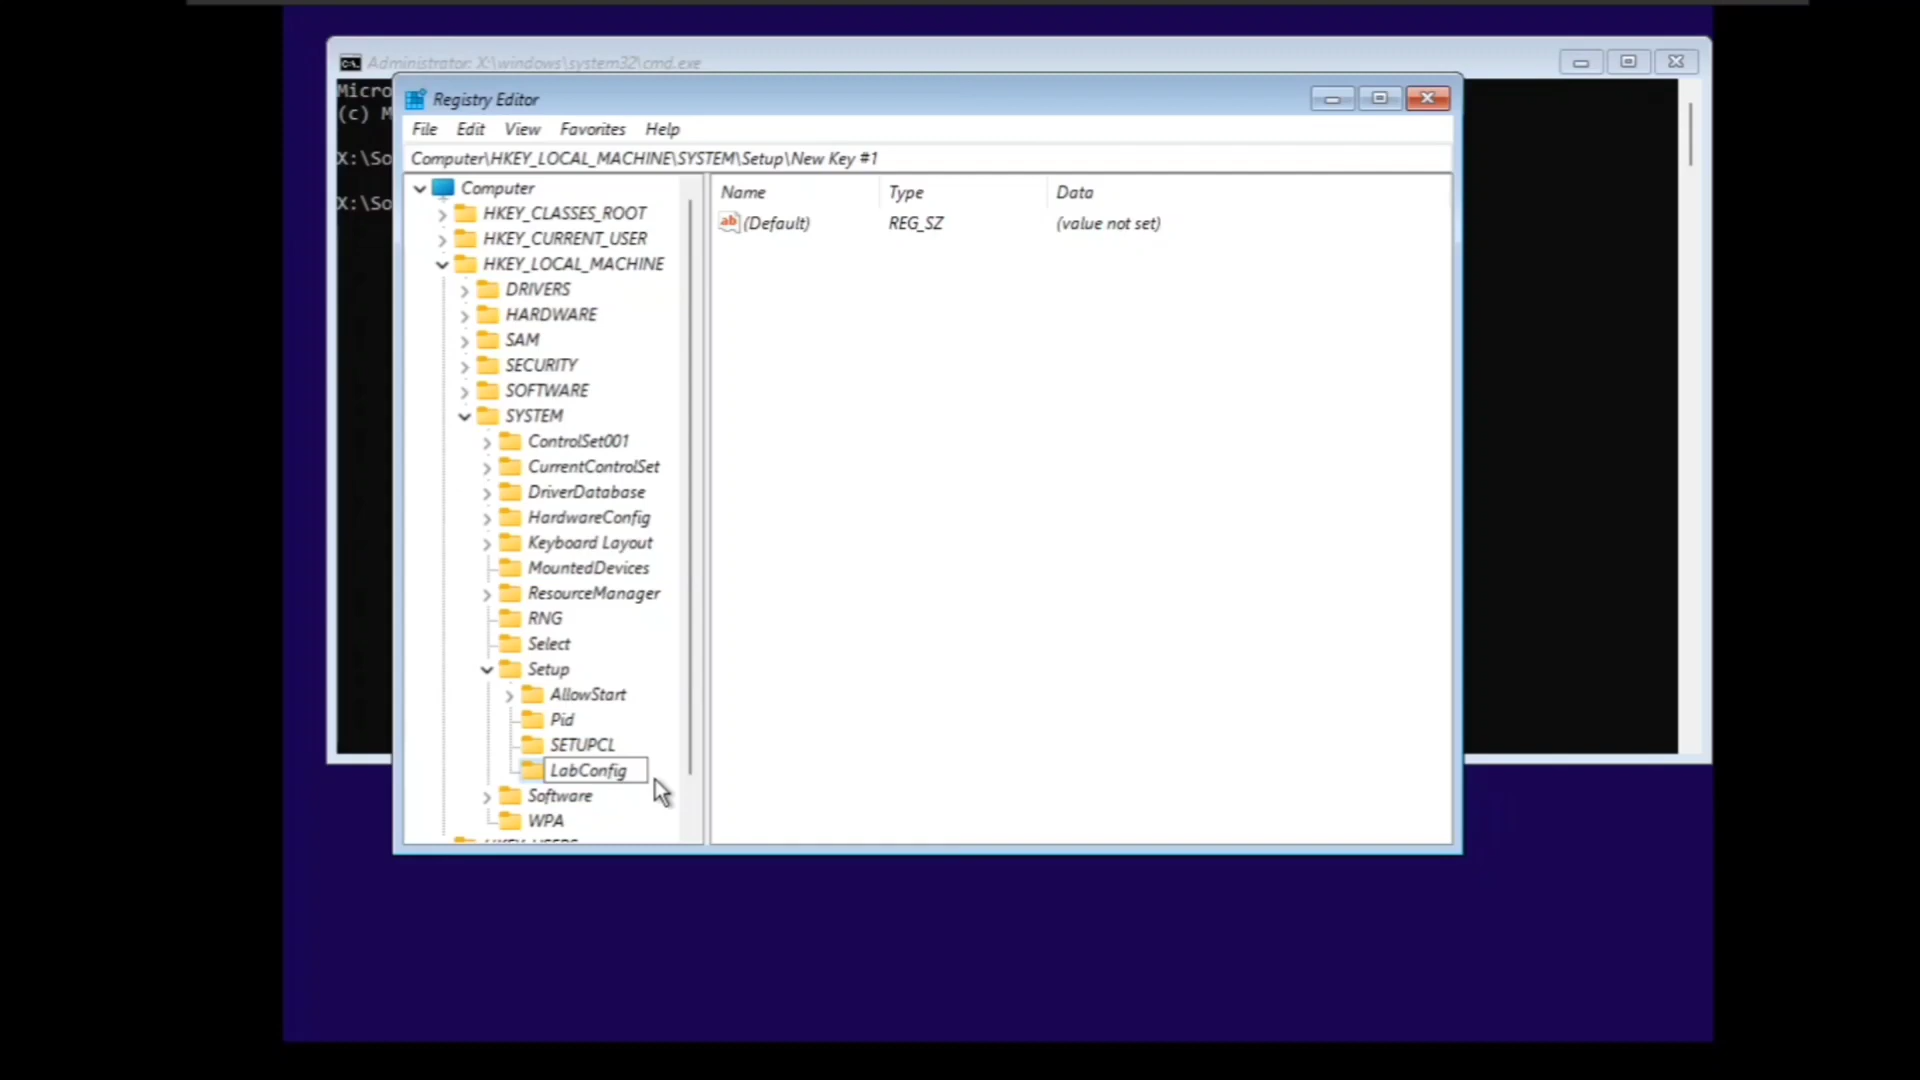 Administrator: X:\windows\system32\cmd.exe
Micro
(c) M
X:\So
X:\So
Registry Editor
File Edit View Favorites Help
Computer\HKEY_LOCAL_MACHINE\SYSTEM\Setup\New Key #1
Computer
HKEY_CLASSES_ROOT
HKEY_CURRENT_USER
HKEY_LOCAL_MACHINE
DRIVERS
HARDWARE
SAM
SECURITY
SOFTWARE
SYSTEM
ControlSet001
CurrentControlSet
DriverDatabase
HardwareConfig
Keyboard Layout
MountedDevices
ResourceManager
RNG
Select
Setup
AllowStart
Pid
SETUPCL
LabConfig
Software
WPA
Name Type Data
(Default) REG_SZ (value not set)